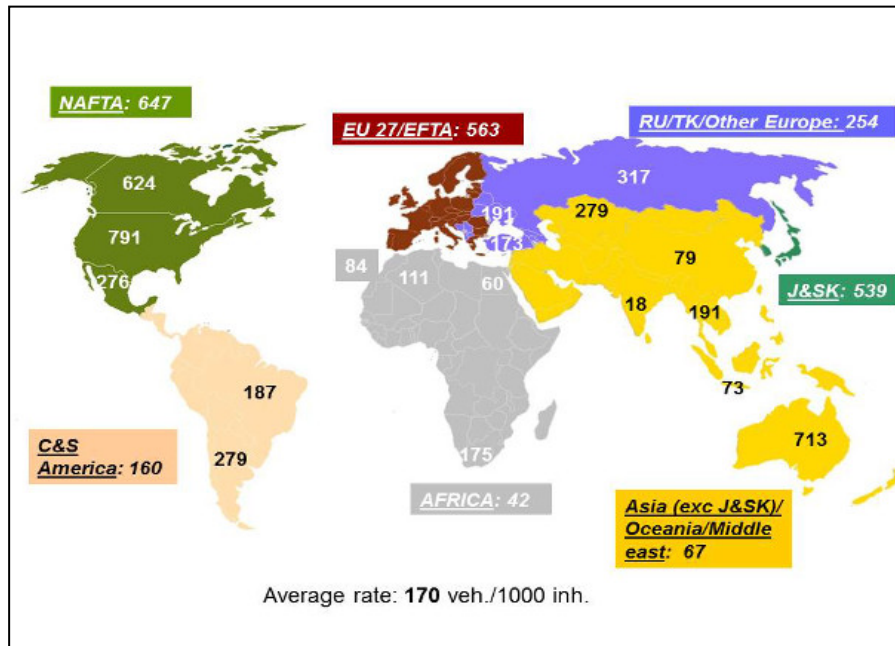 NAFTA: 647
EU 27/EFTA: 563
RU/TK/Other Europe: 254
624
317
791
191
279
173
276
84
111
60
79
J&SK: 539
18
191
73
187
C&S
America: 160
279
713
175
AFRICA: 42
Asia (exc J&SK)/
Oceania/Middle
east: 67
Average rate: 170 veh./1000 inh.